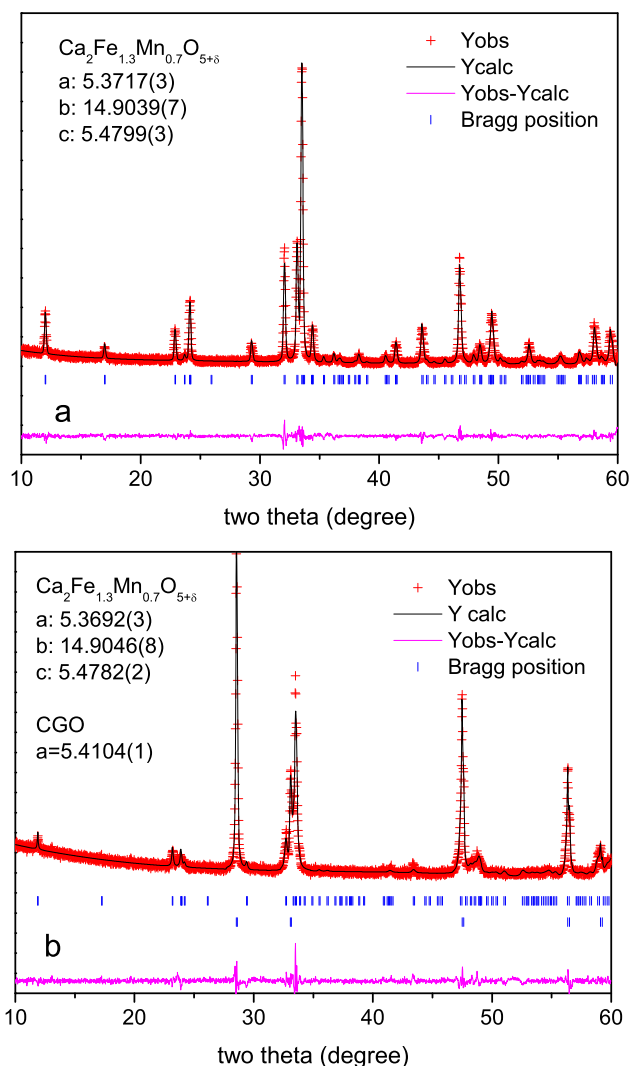 Ca₂Fe₁.₃Mn₀.₇O₅₊δ
a: 5.3717(3)
b: 14.9039(7)
c: 5.4799(3)
Yobs
Ycalc
Yobs-Ycalc
Bragg position
a
10 20 30 40 50 60
two theta (degree)
Ca₂Fe₁.₃Mn₀.₇O₅₊δ
a: 5.3692(3)
b: 14.9046(8)
c: 5.4782(2)
CGO
a=5.4104(1)
Yobs
Y calc
Yobs-Ycalc
Bragg position
b
10 20 30 40 50 60
two theta (degree)